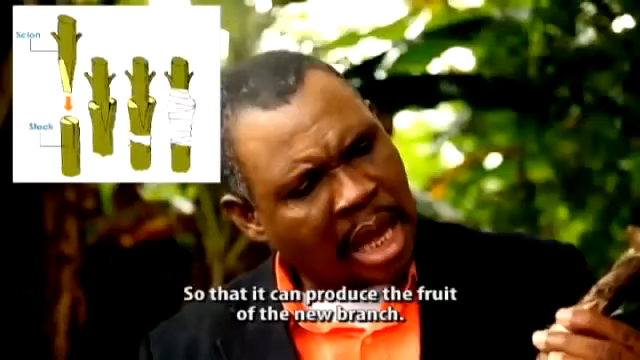 Scion
Stock
So that it can produce the fruit
of the new branch.